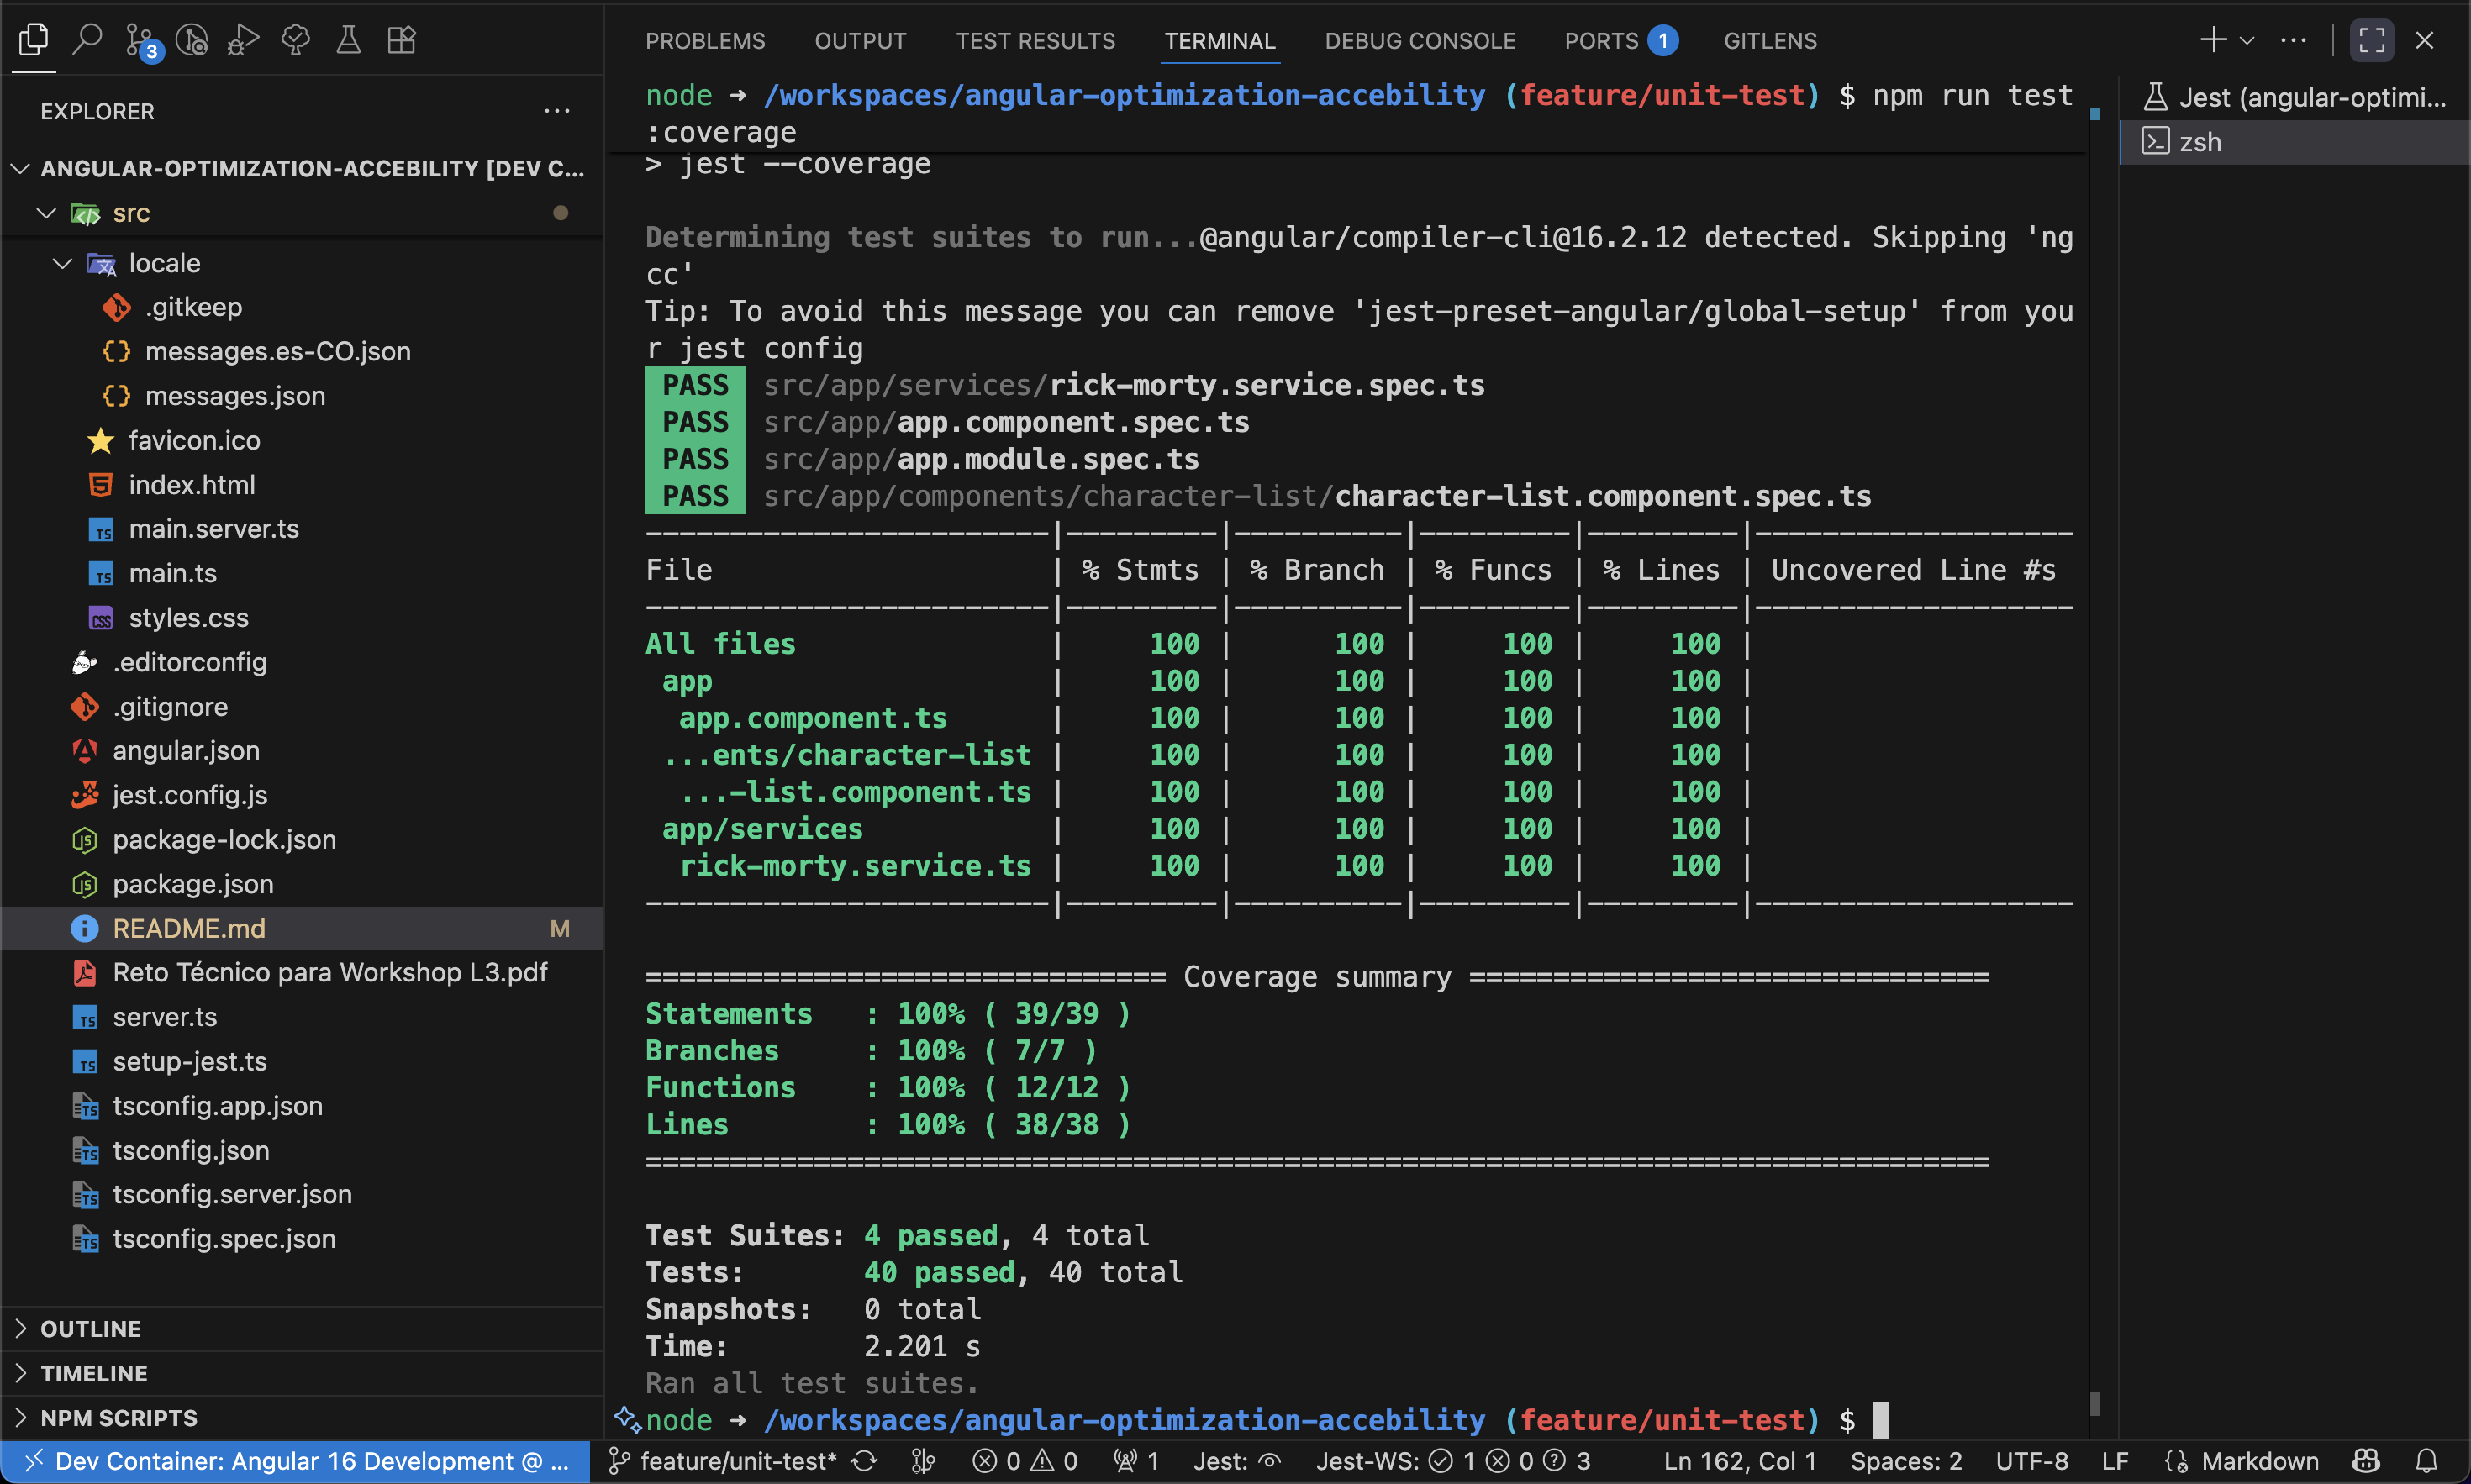 3
PROBLEMS OUTPUT TEST RESULTS TERMINAL DEBUG CONSOLE PORTS 1 GITLENS
EXPLORER
ANGULAR-OPTIMIZATION-ACCEBILITY [DEV C...
src
locale
.gitkeep
messages.es-CO.json
messages.json
favicon.ico
index.html
main.server.ts
main.ts
styles.css
.editorconfig
.gitignore
angular.json
jest.config.js
package-lock.json
package.json
README.md M
Reto Técnico para Workshop L3.pdf
server.ts
setup-jest.ts
tsconfig.app.json
tsconfig.json
tsconfig.server.json
tsconfig.spec.json
OUTLINE
TIMELINE
NPM SCRIPTS
node ➜ /workspaces/angular-optimization-accebility (feature/unit-test) $ npm run test
:coverage
> jest --coverage
Determining test suites to run...@angular/compiler-cli@16.2.12 detected. Skipping 'ng
cc'
Tip: To avoid this message you can remove 'jest-preset-angular/global-setup' from you
r jest config
PASS src/app/services/rick-morty.service.spec.ts
PASS src/app/app.component.spec.ts
PASS src/app/app.module.spec.ts
PASS src/app/components/character-list/character-list.component.spec.ts
------------------------|---------|----------|---------|---------|-------------------
File | % Stmts | % Branch | % Funcs | % Lines | Uncovered Line #s
------------------------|---------|----------|---------|---------|-------------------
All files | 100 | 100 | 100 | 100 |
app | 100 | 100 | 100 | 100 |
app.component.ts | 100 | 100 | 100 | 100 |
...ents/character-list | 100 | 100 | 100 | 100 |
...-list.component.ts | 100 | 100 | 100 | 100 |
app/services | 100 | 100 | 100 | 100 |
rick-morty.service.ts | 100 | 100 | 100 | 100 |
------------------------|---------|----------|---------|---------|-------------------
=============================== Coverage summary ===============================
Statements : 100% ( 39/39 )
Branches : 100% ( 7/7 )
Functions : 100% ( 12/12 )
Lines : 100% ( 38/38 )
================================================================================
Test Suites: 4 passed, 4 total
Tests: 40 passed, 40 total
Snapshots: 0 total
Time: 2.201 s
Ran all test suites.
node ➜ /workspaces/angular-optimization-accebility (feature/unit-test) $
Jest (angular-optimi...
zsh
Dev Container: Angular 16 Development @ ... feature/unit-test* 0 0 1 Jest: Jest-WS: 1 0 3 Ln 162, Col 1 Spaces: 2 UTF-8 LF Markdown